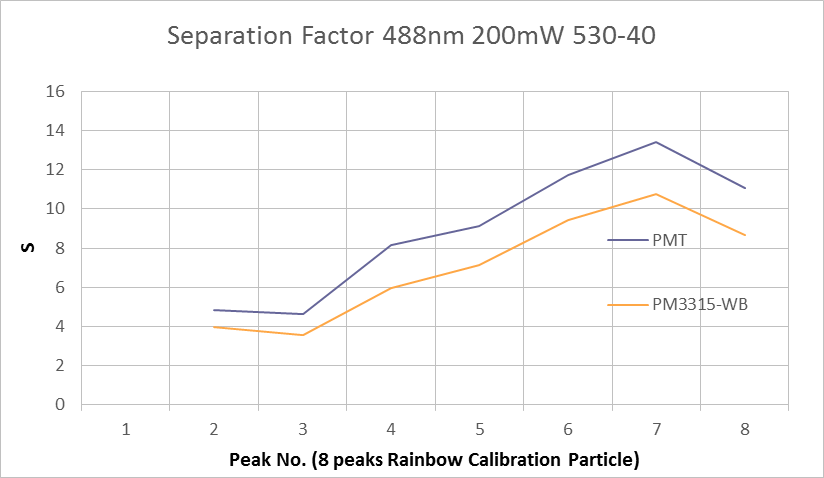 Separation Factor 488nm 200mW 530-40
16
14
12
10
8
6
4
2
0
S
PMT
PM3315-WB
1 2 3 4 5 6 7 8
Peak No. (8 peaks Rainbow Calibration Particle)